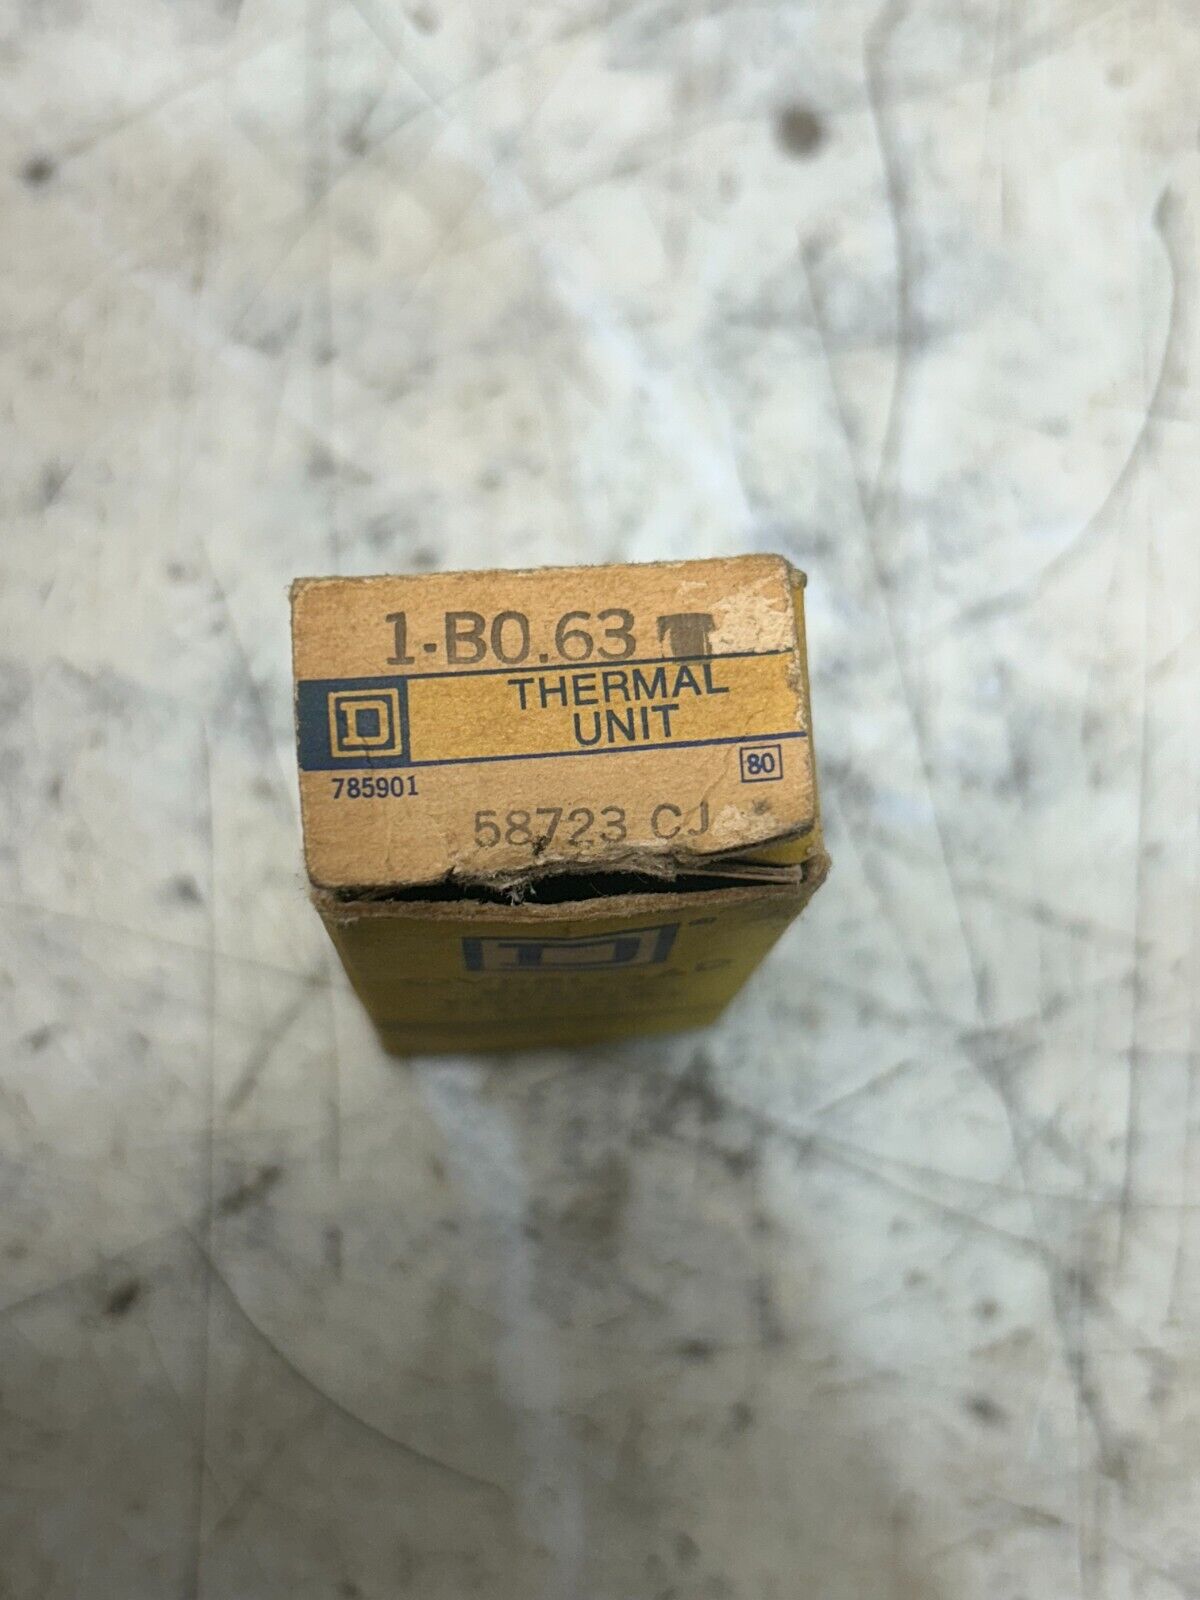 1-B0.63
THERMAL
UNIT
D
785901
80
58723 CJ
D